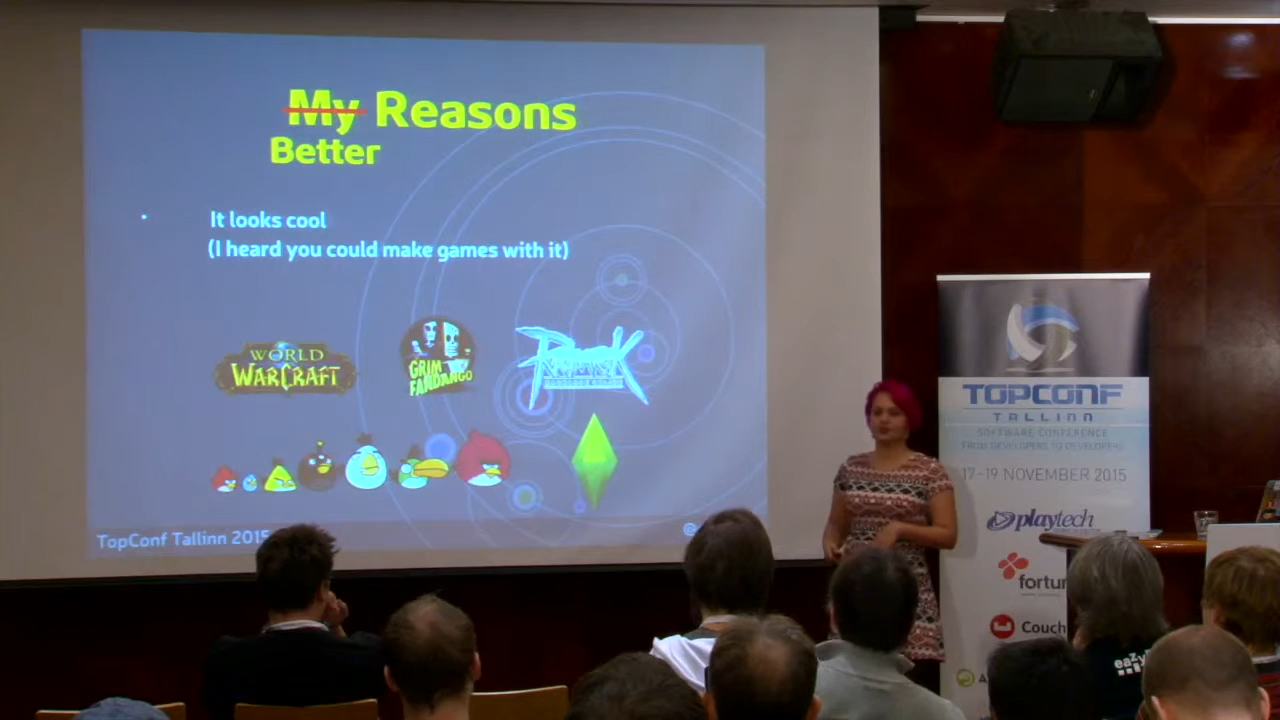 My Reasons
Better
It looks cool
(I heard you could make games with it)
WORLD
WARCRAFT
GRIM
FANDANGO
TopConf Tallinn 2015
TOPCONF
TALLINN
SOFTWARE CONFERENCE
FROM DEVELOPERS TO DEVELOPERS
17-19 NOVEMBER 2015
playtech
fortum
Couch
eaZy